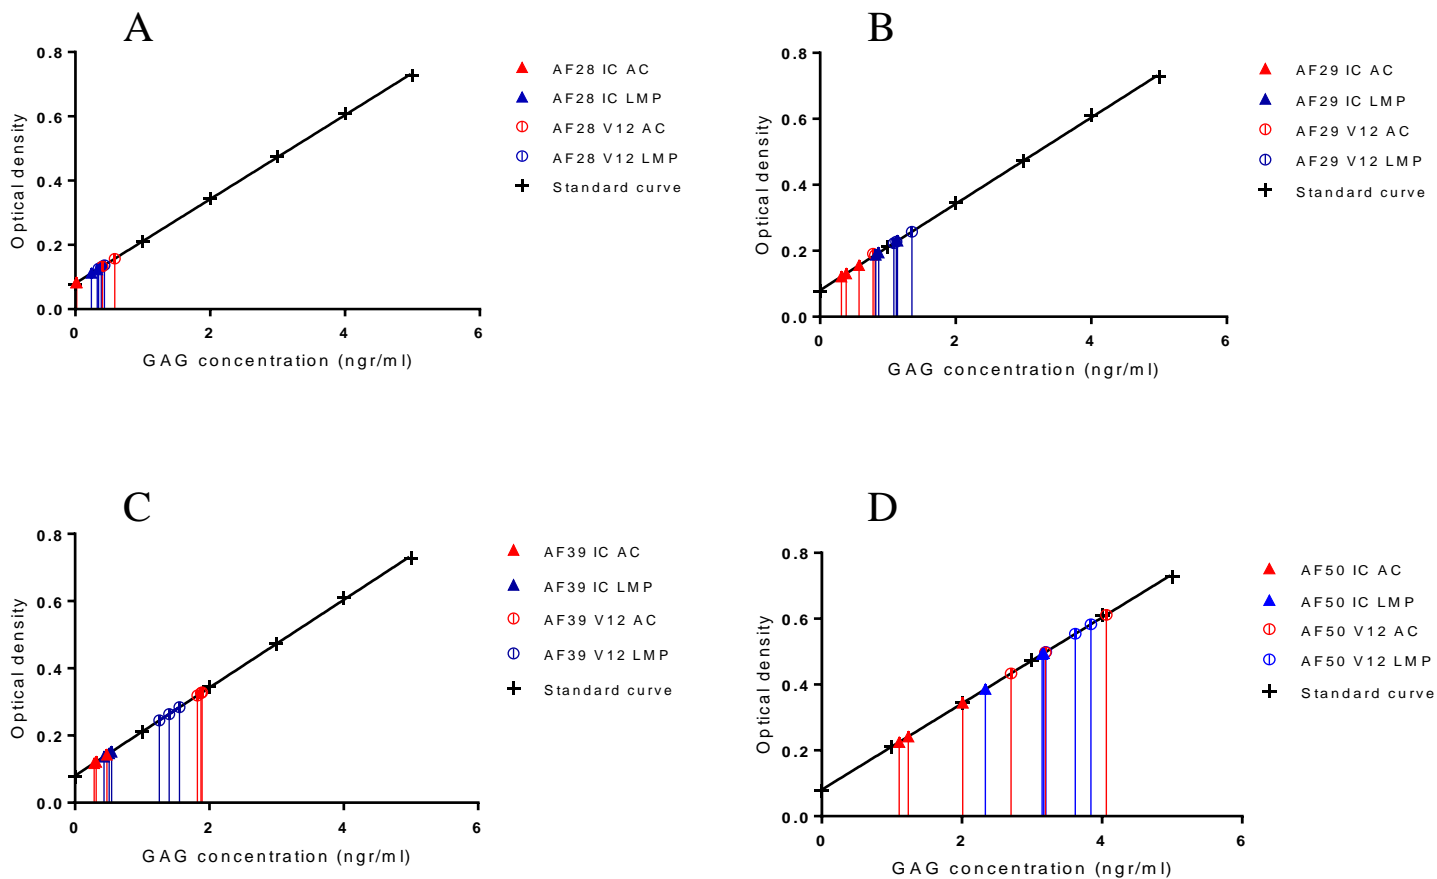 A
0.8
0.6
0.4
0.2
0.0
Optical density
0 2 4 6
GAG concentration (ngr/ml)
AF28 IC AC
AF28 IC LMP
AF28 V12 AC
AF28 V12 LMP
Standard curve
B
0.8
0.6
0.4
0.2
0.0
Optical density
0 2 4 6
GAG concentration (ngr/ml)
AF29 IC AC
AF29 IC LMP
AF29 V12 AC
AF29 V12 LMP
Standard curve
C
0.8
0.6
0.4
0.2
0.0
Optical density
0 2 4 6
GAG concentration (ngr/ml)
AF39 IC AC
AF39 IC LMP
AF39 V12 AC
AF39 V12 LMP
Standard curve
D
0.8
0.6
0.4
0.2
0.0
Optical density
0 2 4 6
GAG concentration (ngr/ml)
AF50 IC AC
AF50 IC LMP
AF50 V12 AC
AF50 V12 LMP
Standard curve